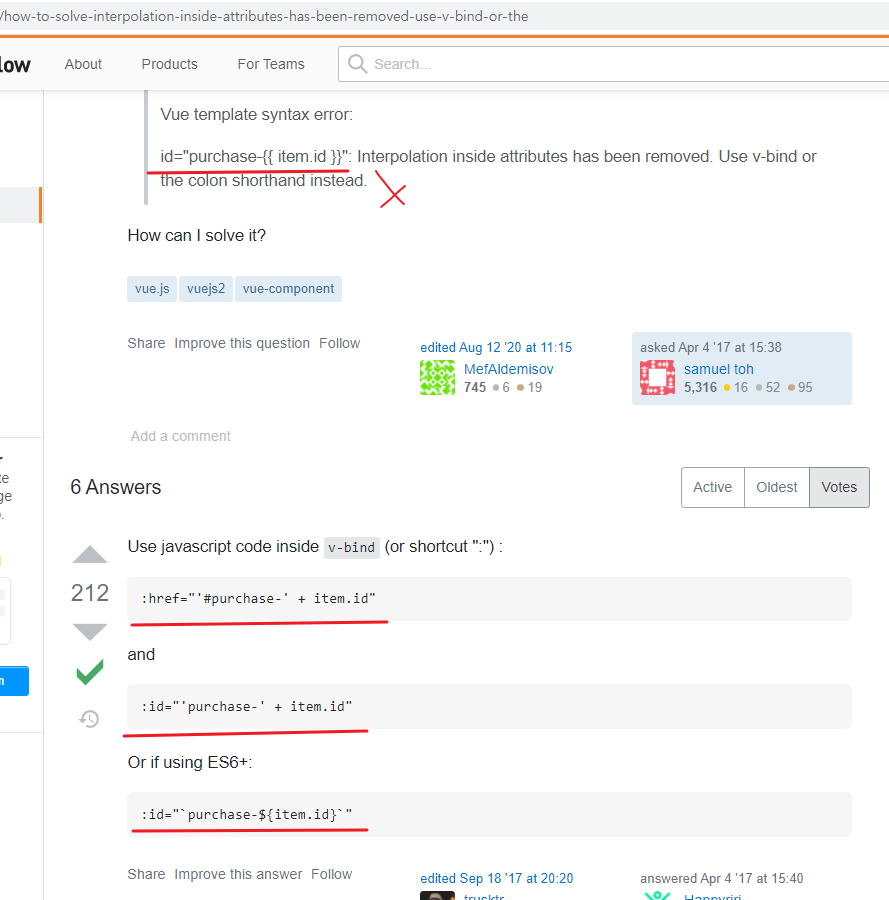 /how-to-solve-interpolation-inside-attributes-has-been-removed-use-v-bind-or-the
low About Products For Teams Search...
Vue template syntax error:
id="purchase-{{ item.id }}": Interpolation inside attributes has been removed. Use v-bind or
the colon shorthand instead.
How can I solve it?
vue.js vuejs2 vue-component
Share Improve this question Follow
edited Aug 12 '20 at 11:15
MefAldemisov
745 6 19
asked Apr 4 '17 at 15:38
samuel toh
5,316 16 52 95
Add a comment
6 Answers
Active Oldest Votes
Use javascript code inside v-bind (or shortcut ":") :
212
:href="'#purchase-' + item.id"
and
:id="'purchase-' + item.id"
Or if using ES6+:
:id="`purchase-${item.id}`"
Share Improve this answer Follow
edited Sep 18 '17 at 20:20
answered Apr 4 '17 at 15:40